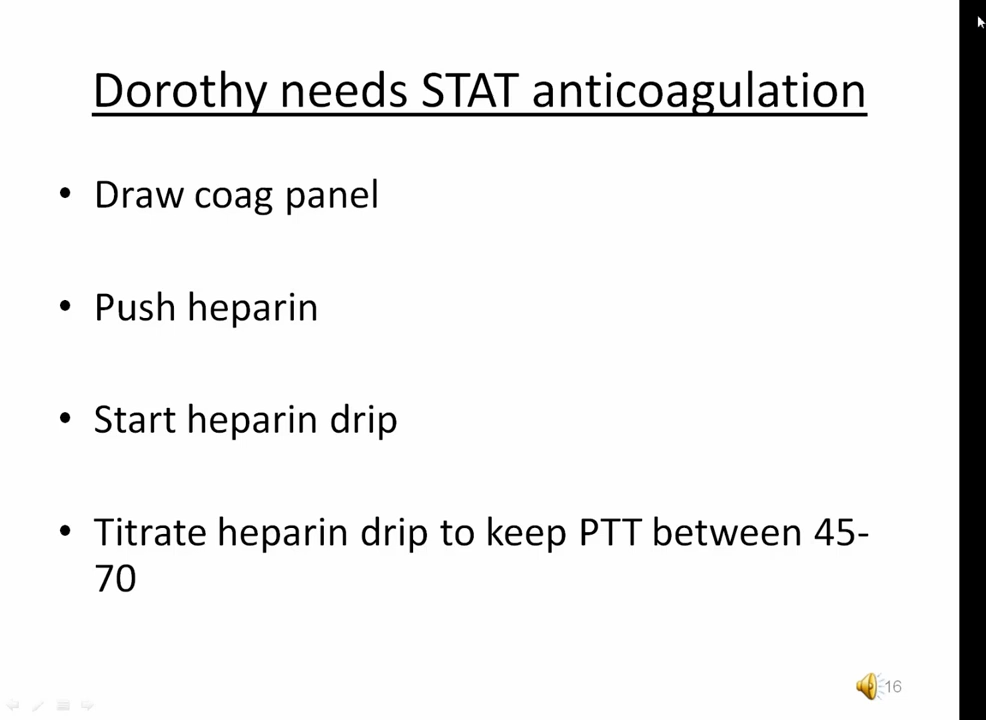 Dorothy needs STAT anticoagulation
• Draw coag panel
• Push heparin
• Start heparin drip
• Titrate heparin drip to keep PTT between 45-
70
16